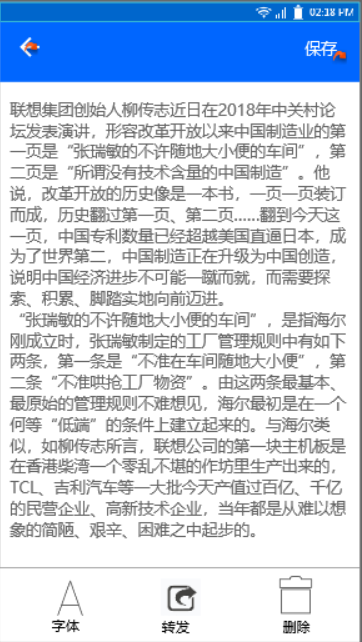 02:18 PM
保存
联想集团创始人柳传志近日在2018年中关村论
坛发表演讲，形容改革开放以来中国制造业的第
一页是“张瑞敏的不许随地大小便的车间”，第
二页是“所谓没有技术含量的中国制造”。他
说，改革开放的历史像是一本书，一页一页装订
而成，历史翻过第一页、第二页……翻到今天这
一页，中国专利数量已经超越美国直逼日本，成
为了世界第二，中国制造正在升级为中国创造，
说明中国经济进步不可能一蹴而就，而需要探
索、积累、脚踏实地向前迈进。
“张瑞敏的不许随地大小便的车间”，是指海尔
刚成立时，张瑞敏制定的工厂管理规则中有如下
两条，第一条是“不准在车间随地大小便”，第
二条“不准哄抢工厂物资”。由这两条最基本、
最原始的管理规则不难想见，海尔最初是在一个
何等“低端”的条件上建立起来的。与海尔类
似，如柳传志所言，联想公司的第一块主机板是
在香港柴湾一个零乱不堪的作坊里生产出来的，
TCL、吉利汽车等一大批今天产值过百亿、千亿
的民营企业、高新技术企业，当年都是从难以想
象的简陋、艰辛、困难之中起步的。
字体
转发
删除